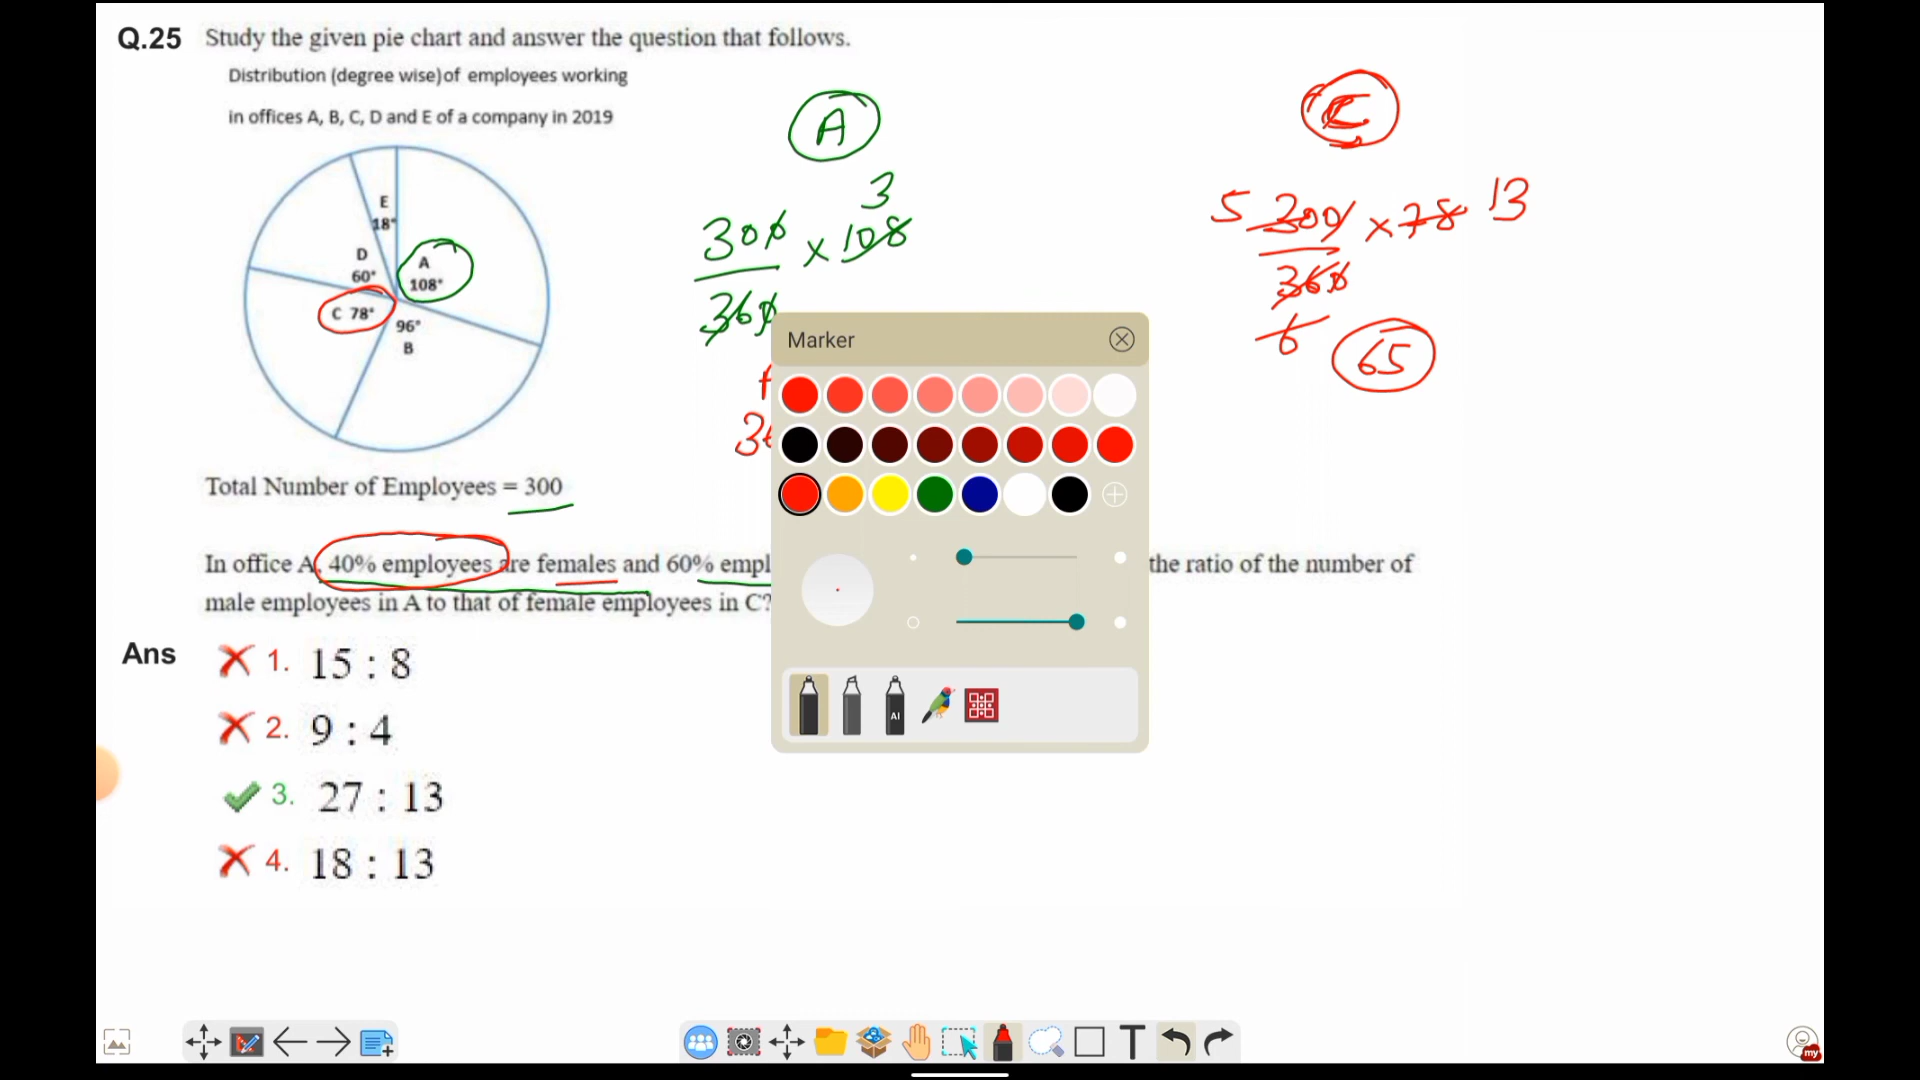 Q.25 Study the given pie chart and answer the question that follows.
Distribution (degree wise)of employees working
in offices A, B, C, D and E of a company in 2019
A
C
E
18°
D
60°
A
108°
C 78°
96°
B
3
300 × 108
360
5 300 × 78 13
360
6
65
Marker
Total Number of Employees = 300
In office A, 40% employees are females and 60% empl the ratio of the number of
male employees in A to that of female employees in C?
Ans 1. 15 : 8
2. 9 : 4
3. 27 : 13
4. 18 : 13
AI
T
my